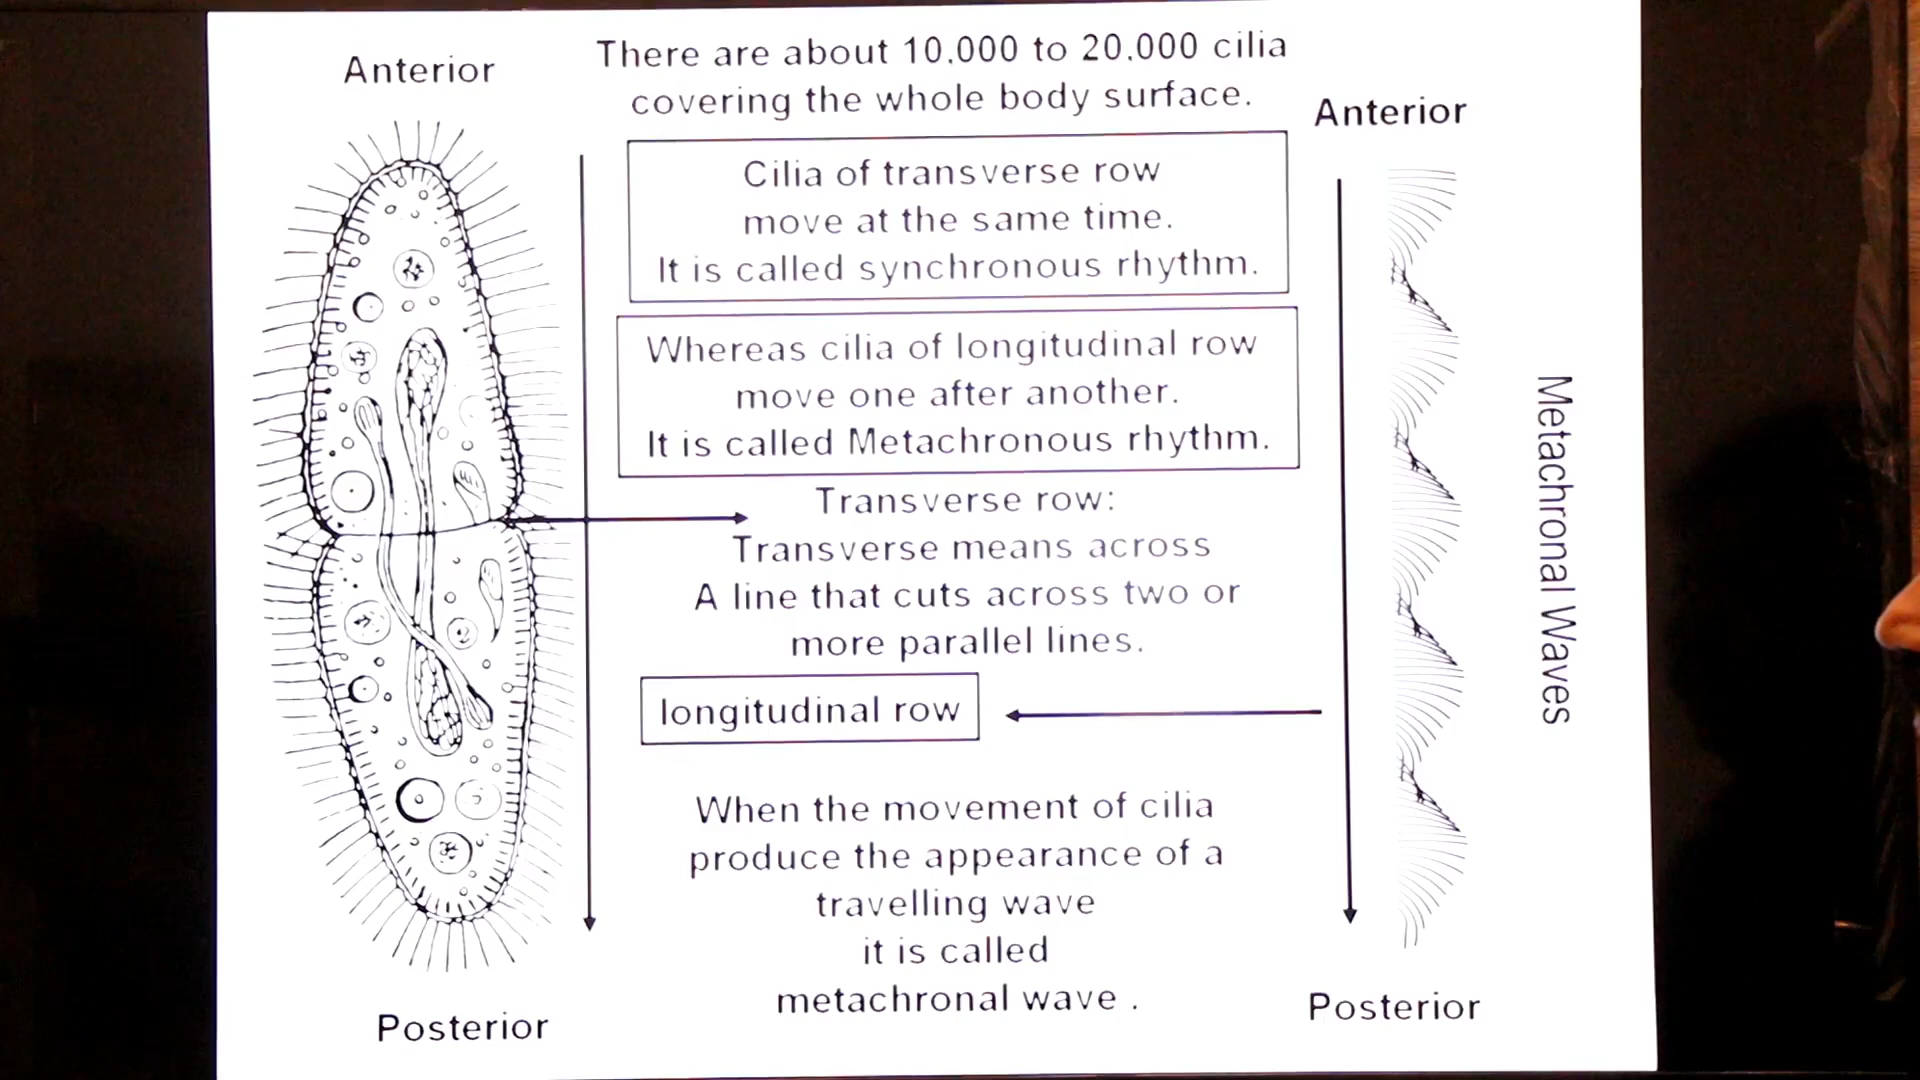 Anterior
There are about 10,000 to 20,000 cilia
covering the whole body surface.
Anterior
Cilia of transverse row
move at the same time.
It is called synchronous rhythm.
Whereas cilia of longitudinal row
move one after another.
It is called Metachronous rhythm.
Transverse row:
Transverse means across
A line that cuts across two or
more parallel lines.
longitudinal row
When the movement of cilia
produce the appearance of a
travelling wave
it is called
metachronal wave .
Metachronal Waves
Posterior
Posterior